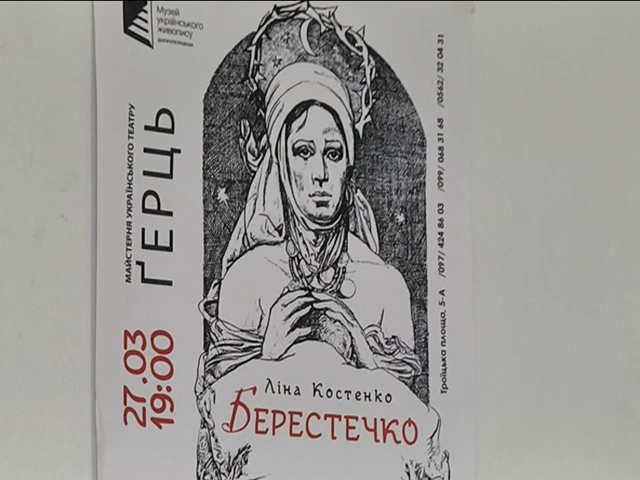 Музей
українського
живопису
ДНІПРОПЕТРОВСЬК
МАЙСТЕРНЯ УКРАЇНСЬКОГО ТЕАТРУ
ҐЕРЦЬ
27.03
19:00
Ліна Костенко
БЕРЕСТЕЧКО
Троїцька площа, 5-А /097/ 424 86 03 /099/ 068 31 68 /0562/ 32 04 31